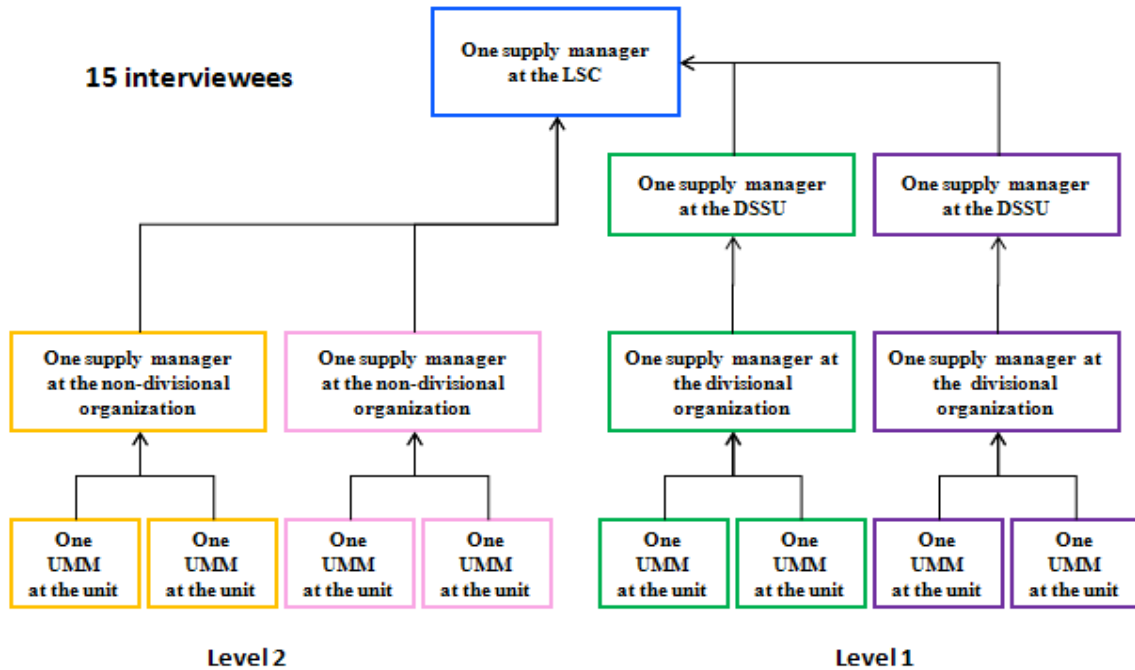 One supply manager
at the LSC
15 interviewees
One supply manager
at the DSSU
One supply manager
at the DSSU
One supply manager
at the non-divisional
organization
One supply manager
at the non-divisional
organization
One supply manager at
the divisional
organization
One supply manager at
the divisional
organization
One
UMM
at the unit
One
UMM
at the unit
One
UMM
at the unit
One
UMM
at the unit
One
UMM
at the unit
One
UMM
at the unit
One
UMM
at the unit
One
UMM
at the unit
Level 2
Level 1